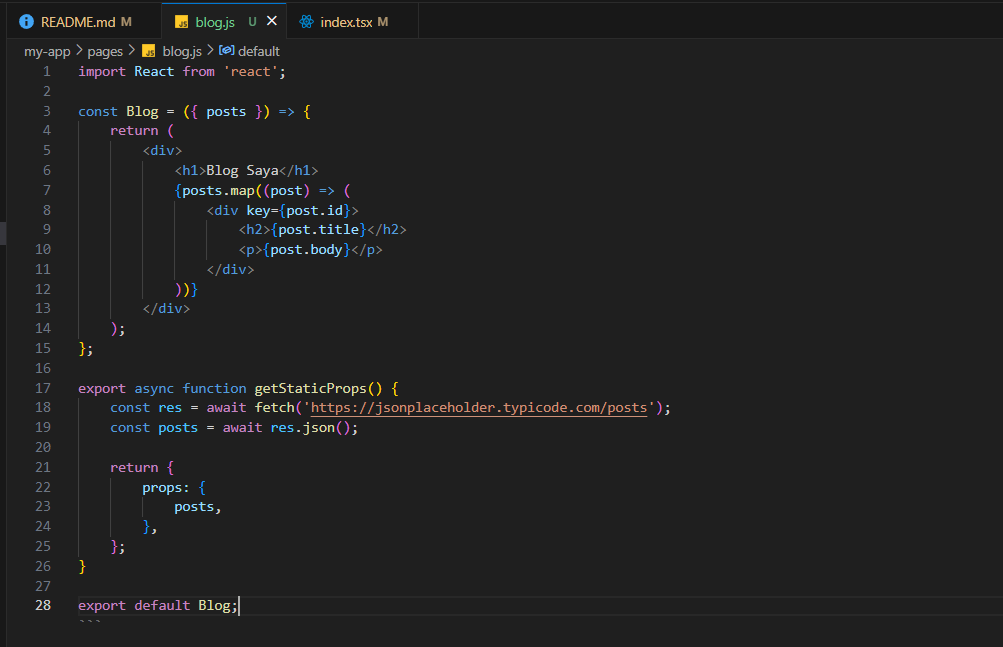 README.md M JS blog.js U × index.tsx M
my-app > pages > JS blog.js > default
1 import React from 'react';
2
3 const Blog = ({ posts }) => {
4 return (
5 <div>
6 <h1>Blog Saya</h1>
7 {posts.map((post) => (
8 <div key={post.id}>
9 <h2>{post.title}</h2>
10 <p>{post.body}</p>
11 </div>
12 ))}
13 </div>
14 );
15 };
16
17 export async function getStaticProps() {
18 const res = await fetch('https://jsonplaceholder.typicode.com/posts');
19 const posts = await res.json();
20
21 return {
22 props: {
23 posts,
24 },
25 };
26 }
27
28 export default Blog;
```